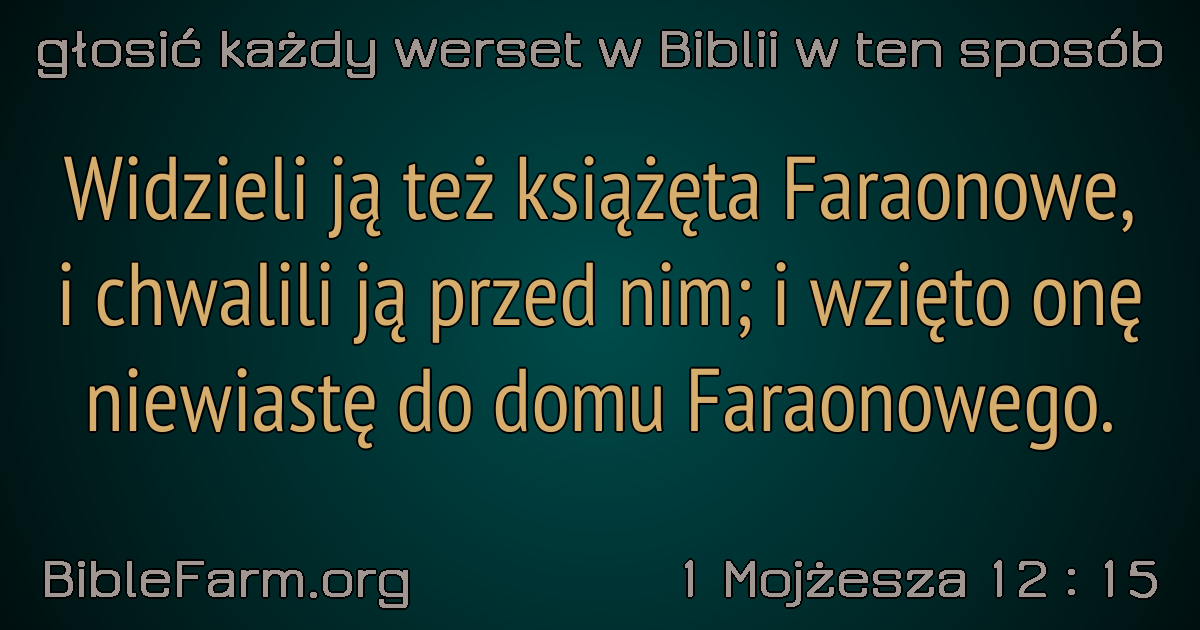 głosić każdy werset w Biblii w ten sposób
Widzieli ją też książęta Faraonowe,
i chwalili ją przed nim; i wzięto onę
niewiastę do domu Faraonowego.
BibleFarm.org
1 Mojżesza 12 : 15